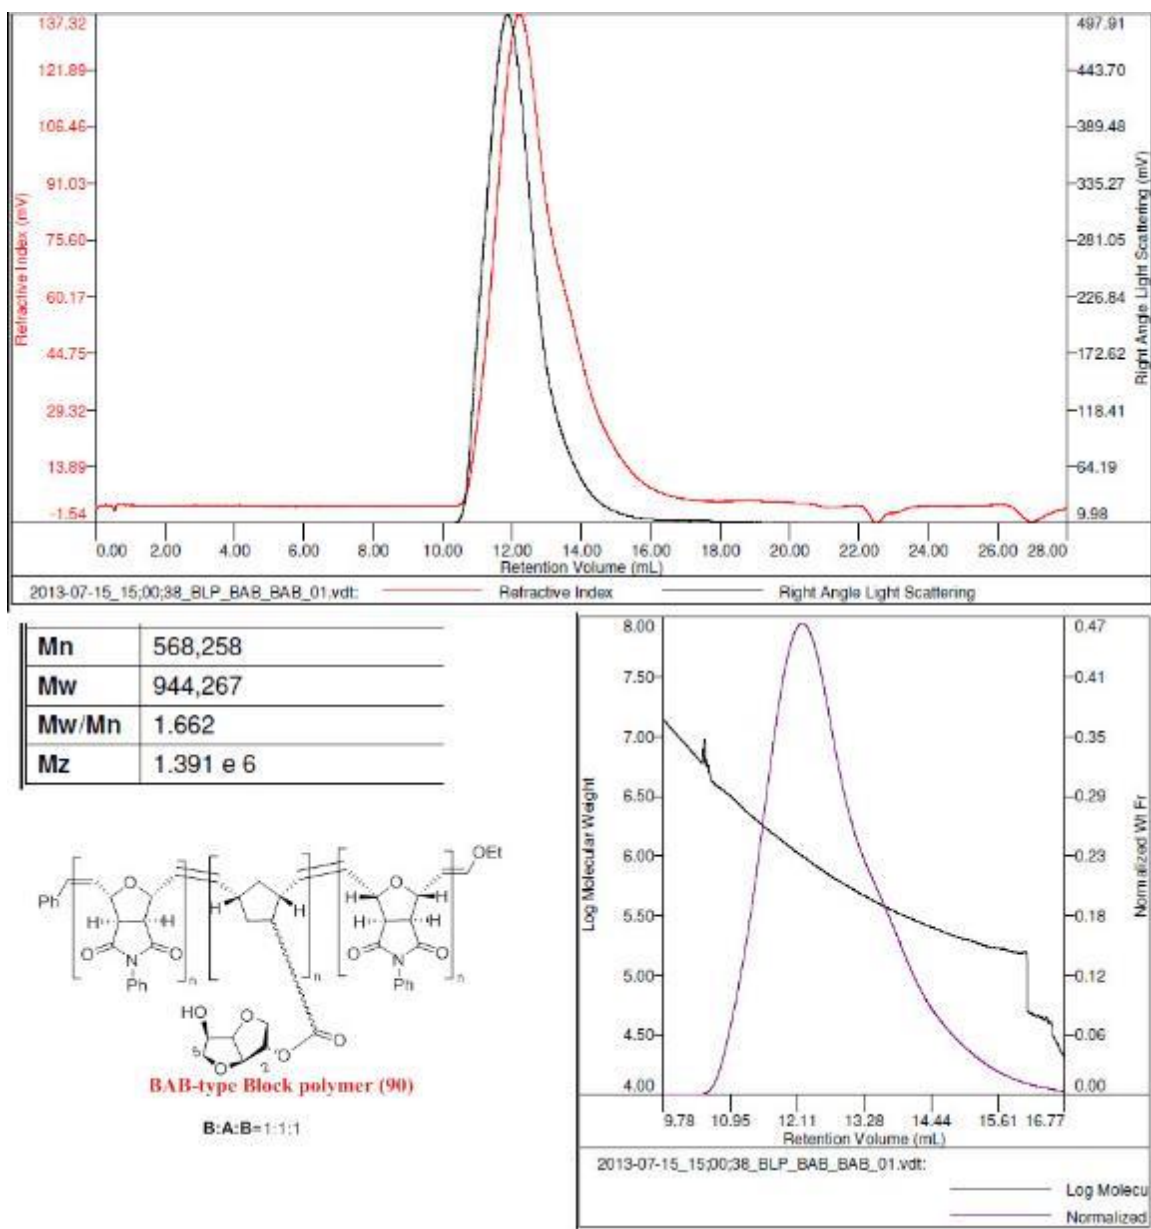 137.32
121.89
106.46
91.03
75.60
60.17
44.75
29.32
13.89
-1.54
Refractive Index (mV)
497.91
443.70
389.48
335.27
281.05
226.84
172.62
118.41
64.19
9.98
Right Angle Light Scattering (mV)
0.00 2.00 4.00 6.00 8.00 10.00 12.00 14.00 16.00 18.00 20.00 22.00 24.00 26.00 28.00
Retention Volume (mL)
2013-07-15_15;00;38_BLP_BAB_BAB_01.vdt: Refractive Index Right Angle Light Scattering
Mn 568,258
Mw 944,267
Mw/Mn 1.662
Mz 1.391 e 6
Ph
O
H
H
O
N
O
Ph
n
H
H
n
O
H
H
H
H
O
N
O
Ph
n
OEt
HO
O
O
5
2
O
O
BAB-type Block polymer (90)
B:A:B=1:1:1
8.00
7.50
7.00
6.50
6.00
5.50
5.00
4.50
4.00
Log Molecular Weight
0.47
0.41
0.35
0.29
0.23
0.18
0.12
0.06
0.00
Normalized Wt Fr
9.78 10.95 12.11 13.28 14.44 15.61 16.77
Retention Volume (mL)
2013-07-15_15;00;38_BLP_BAB_BAB_01.vdt:
Log Molecu
Normalized